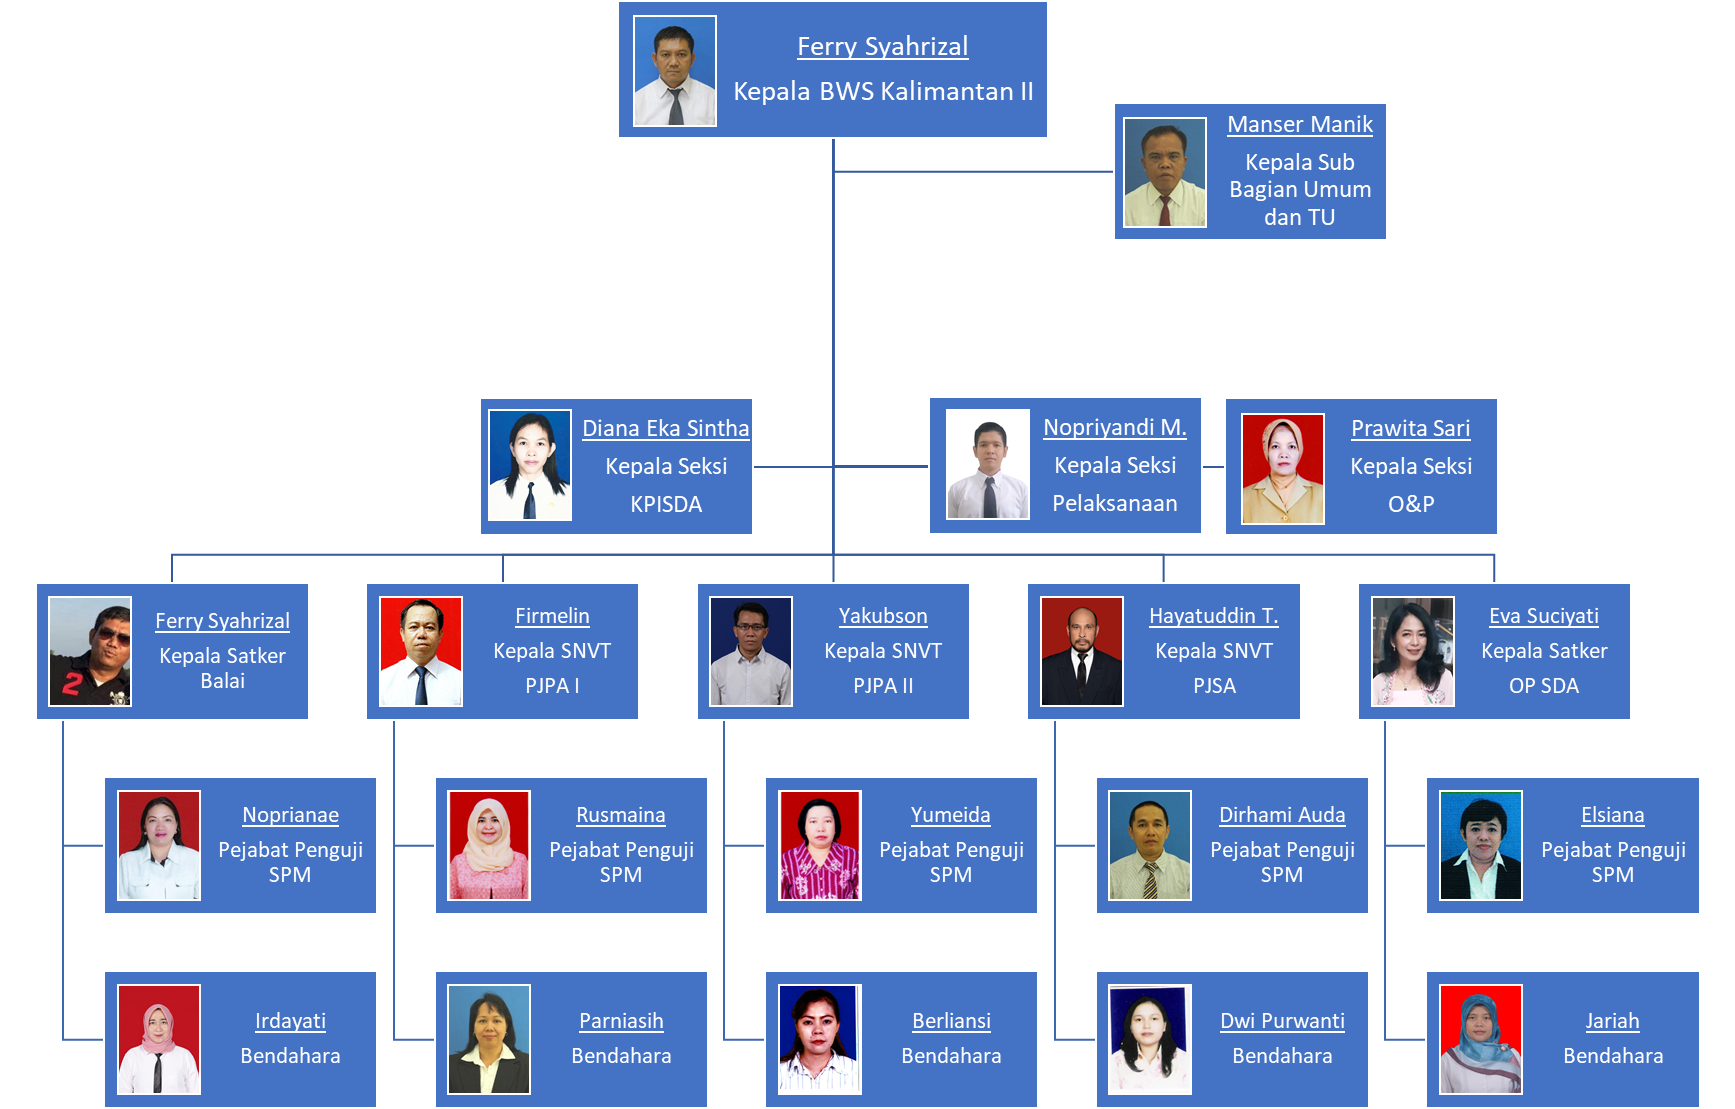 Ferry Syahrizal
Kepala BWS Kalimantan II
Manser Manik
Kepala Sub
Bagian Umum
dan TU
Diana Eka Sintha
Kepala Seksi
KPISDA
Nopriyandi M.
Kepala Seksi
Pelaksanaan
Prawita Sari
Kepala Seksi
O&P
Ferry Syahrizal
Kepala Satker
Balai
Firmelin
Kepala SNVT
PJPA I
Yakubson
Kepala SNVT
PJPA II
Hayatuddin T.
Kepala SNVT
PJSA
Eva Suciyati
Kepala Satker
OP SDA
2
Noprianae
Pejabat Penguji
SPM
Rusmaina
Pejabat Penguji
SPM
Yumeida
Pejabat Penguji
SPM
Dirhami Auda
Pejabat Penguji
SPM
Elsiana
Pejabat Penguji
SPM
Irdayati
Bendahara
Parniasih
Bendahara
Berliansi
Bendahara
Dwi Purwanti
Bendahara
Jariah
Bendahara